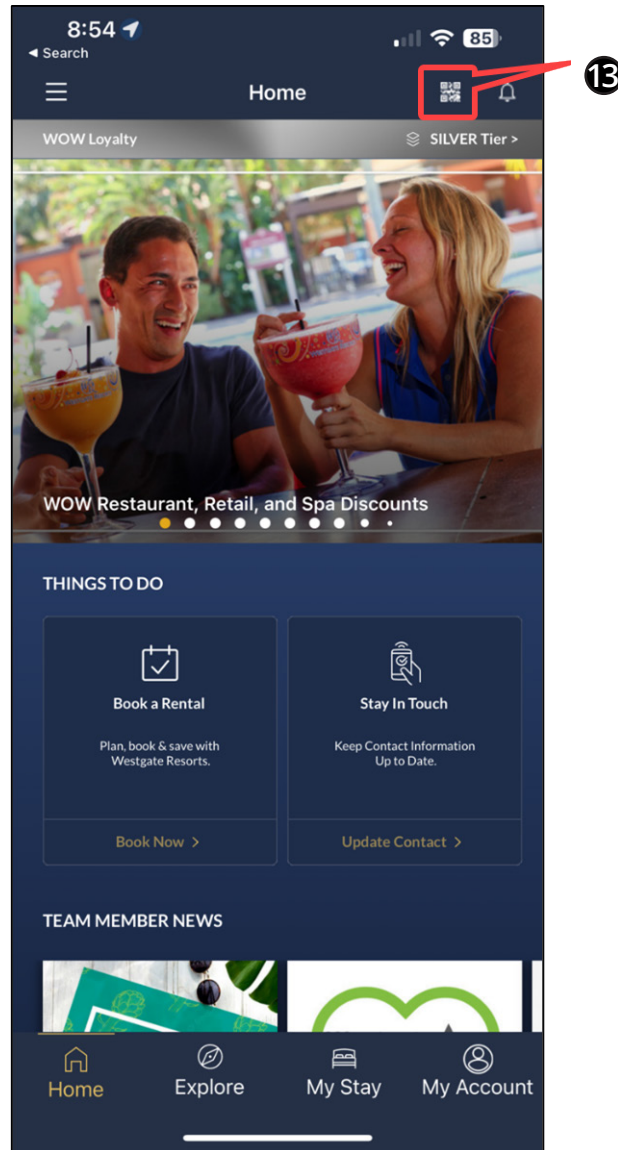 8:54
85
◄ Search
13
Home
WOW Loyalty
SILVER Tier >
WOW Restaurant, Retail, and Spa Discounts
THINGS TO DO
Book a Rental
Stay In Touch
Plan, book & save with
Westgate Resorts.
Keep Contact Information
Up to Date.
Book Now >
Update Contact >
TEAM MEMBER NEWS
Home
Explore
My Stay
My Account